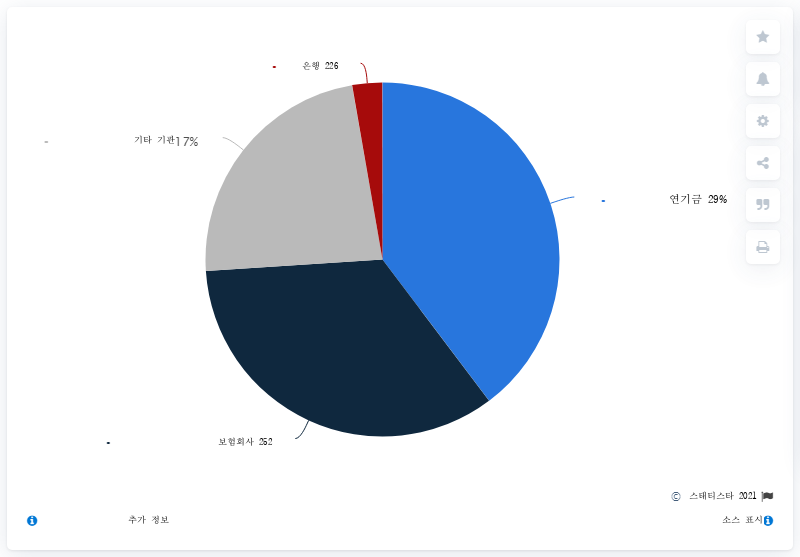 은행 226
기타 기관17%
연기금 29%
보험회사 252
© 스태티스타 2021
추가 정보
소스 표시